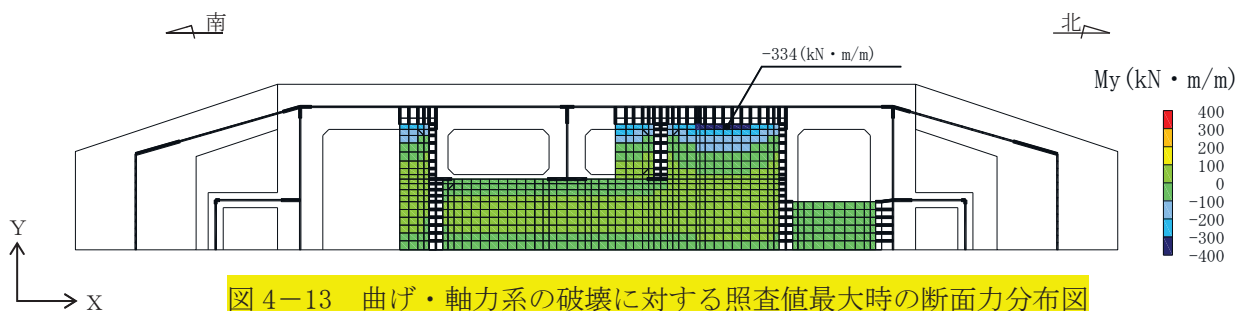 南
北
-334(kN・m/m)
My(kN・m/m)
400
300
200
100
0
-100
-200
-300
-400
Y
X
図 4-13 曲げ・軸力系の破壊に対する照査値最大時の断面力分布図